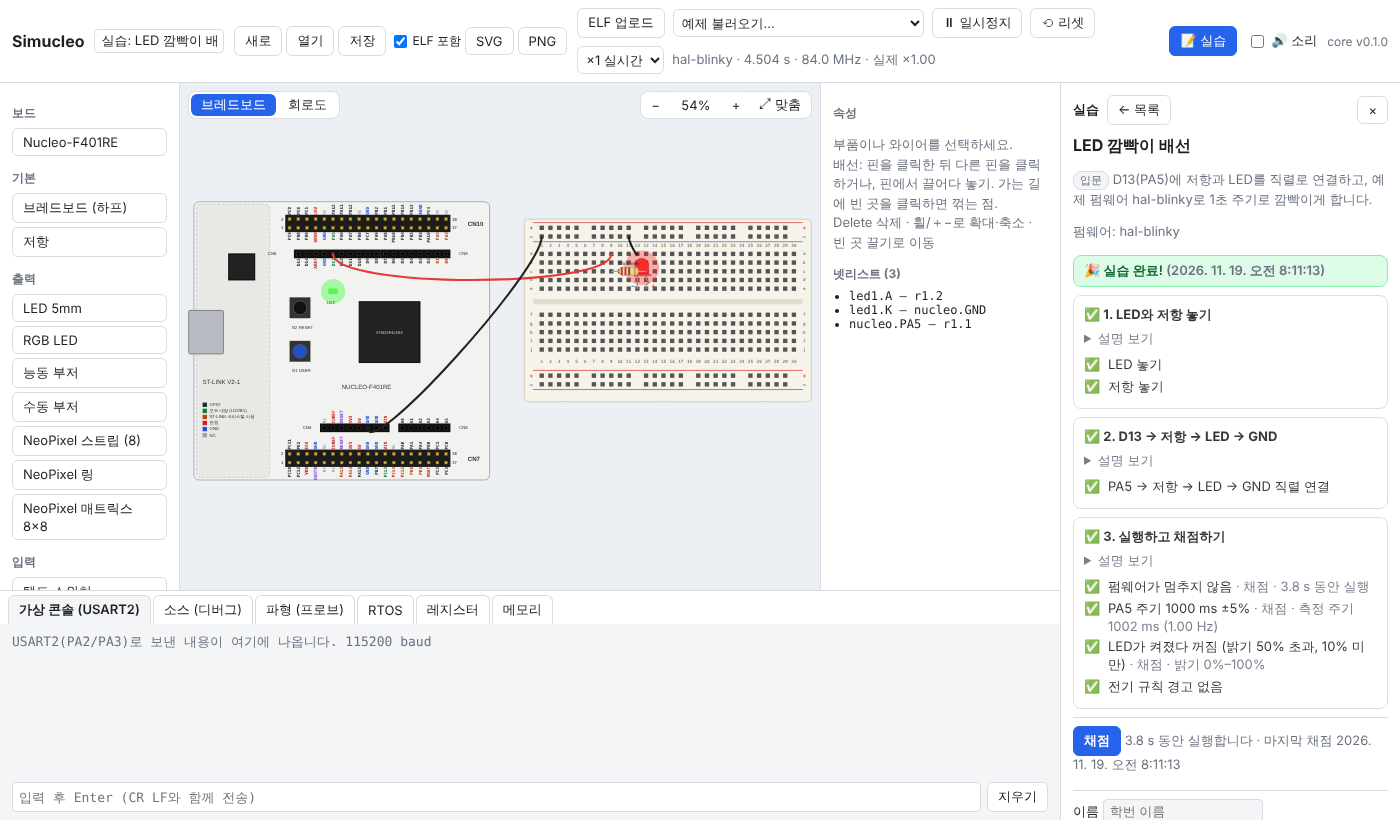 Simucleo
실습: LED 깜빡이 배
새로
열기
저장
ELF 포함
SVG
PNG
ELF 업로드
예제 불러오기...
⏸ 일시정지
⟲ 리셋
×1 실시간
hal-blinky · 4.504 s · 84.0 MHz · 실제 ×1.00
📝 실습
🔊 소리
core v0.1.0
보드
Nucleo-F401RE
기본
브레드보드 (하프)
저항
출력
LED 5mm
RGB LED
능동 부저
수동 부저
NeoPixel 스트립 (8)
NeoPixel 링
NeoPixel 매트릭스
8×8
입력
브레드보드
회로도
−
54%
+
⤢ 맞춤
CN10
B2 RESET
B1 USER
ST-LINK V2-1
NUCLEO-F401RE
CN7
속성
부품이나 와이어를 선택하세요.
배선: 핀을 클릭한 뒤 다른 핀을 클릭
하거나, 핀에서 끌어다 놓기. 가는 길
에 빈 곳을 클릭하면 꺾는 점.
Delete 삭제 · 휠/＋−로 확대·축소 ·
빈 곳 끌기로 이동
넷리스트 (3)
• led1.A — r1.2
• led1.K — nucleo.GND
• nucleo.PA5 — r1.1
실습
← 목록
×
LED 깜빡이 배선
입문 D13(PA5)에 저항과 LED를 직렬로 연결하고, 예
제 펌웨어 hal-blinky로 1초 주기로 깜빡이게 합니다.
펌웨어: hal-blinky
🎉 실습 완료! (2026. 11. 19. 오전 8:11:13)
✅ 1. LED와 저항 놓기
▶ 설명 보기
✅ LED 놓기
✅ 저항 놓기
✅ 2. D13 → 저항 → LED → GND
▶ 설명 보기
✅ PA5 → 저항 → LED → GND 직렬 연결
✅ 3. 실행하고 채점하기
▶ 설명 보기
✅ 펌웨어가 멈추지 않음 · 채점 · 3.8 s 동안 실행
✅ PA5 주기 1000 ms ±5% · 채점 · 측정 주기
1002 ms (1.00 Hz)
✅ LED가 켜졌다 꺼짐 (밝기 50% 초과, 10% 미
만) · 채점 · 밝기 0%–100%
✅ 전기 규칙 경고 없음
채점 3.8 s 동안 실행합니다 · 마지막 채점 2026.
11. 19. 오전 8:11:13
이름
학번 이름
가상 콘솔 (USART2)
소스 (디버그)
파형 (프로브)
RTOS
레지스터
메모리
USART2(PA2/PA3)로 보낸 내용이 여기에 나옵니다. 115200 baud
입력 후 Enter (CR LF와 함께 전송)
지우기